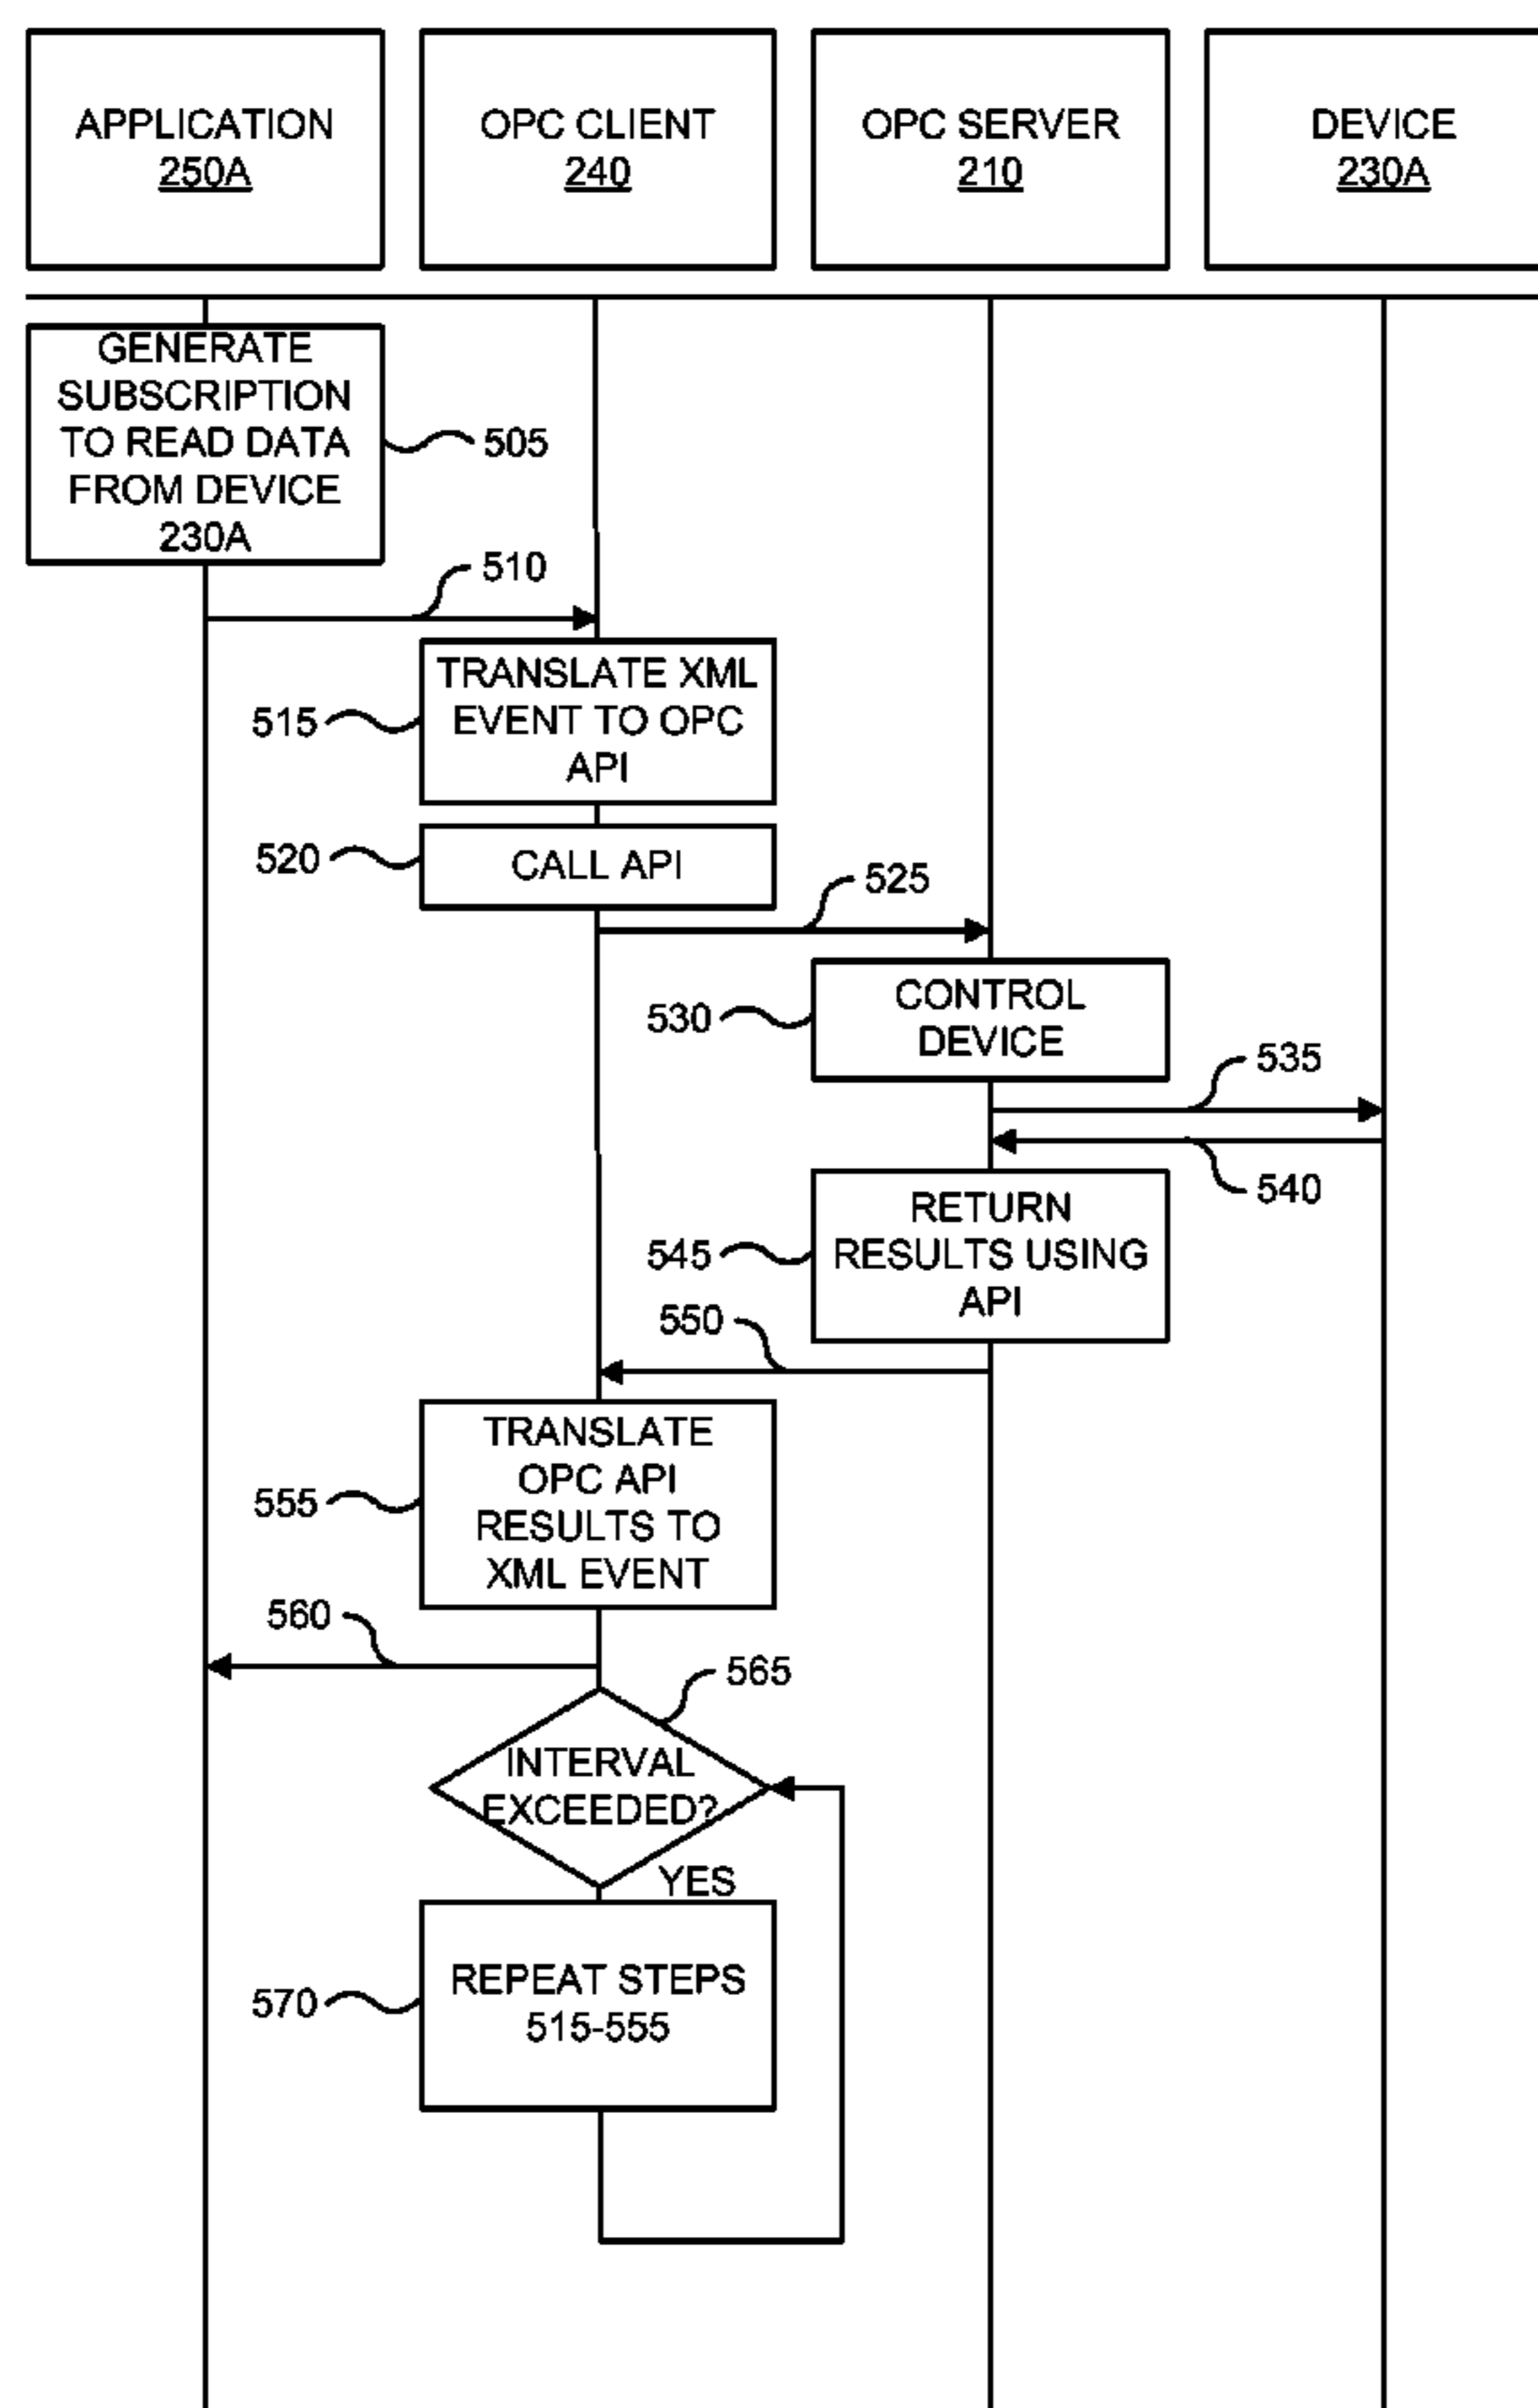 APPLICATION
250A
OPC CLIENT
240
OPC SERVER
210
DEVICE
230A
GENERATE
SUBSCRIPTION
TO READ DATA
FROM DEVICE
230A
505
510
TRANSLATE XML
EVENT TO OPC
API
515
CALL API
520
525
CONTROL
DEVICE
530
535
540
RETURN
RESULTS USING
API
545
550
TRANSLATE
OPC API
RESULTS TO
XML EVENT
555
560
565
INTERVAL
EXCEEDED?
YES
REPEAT STEPS
515-555
570